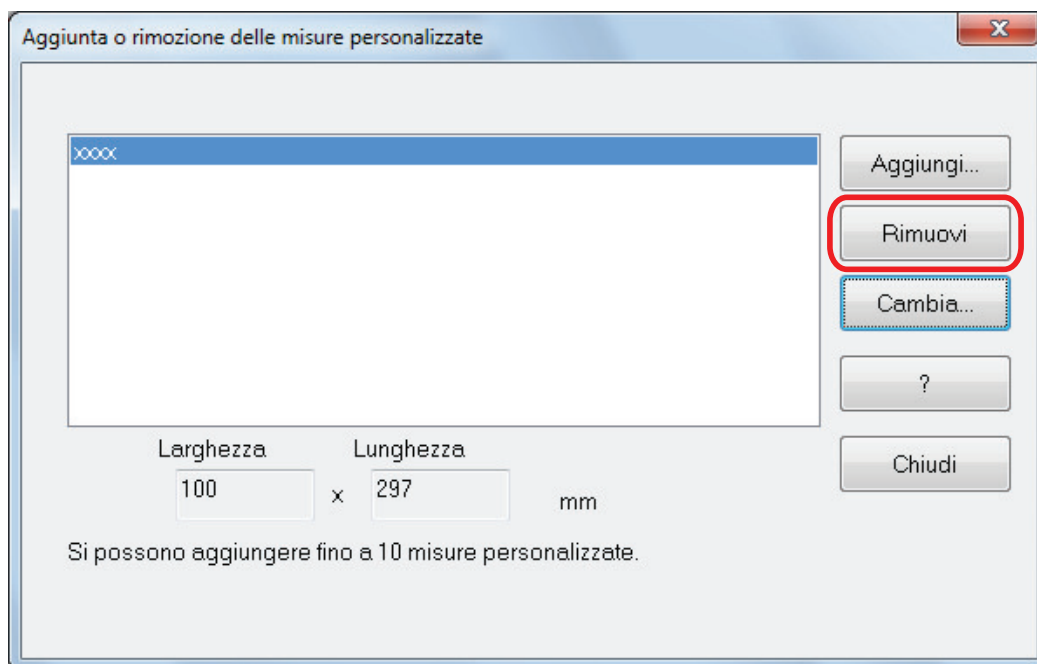 Aggiunta o rimozione delle misure personalizzate
xxxx
Aggiungi...
Rimuovi
Cambia...
?
Chiudi
Larghezza Lunghezza
100 x 297 mm
Si possono aggiungere fino a 10 misure personalizzate.